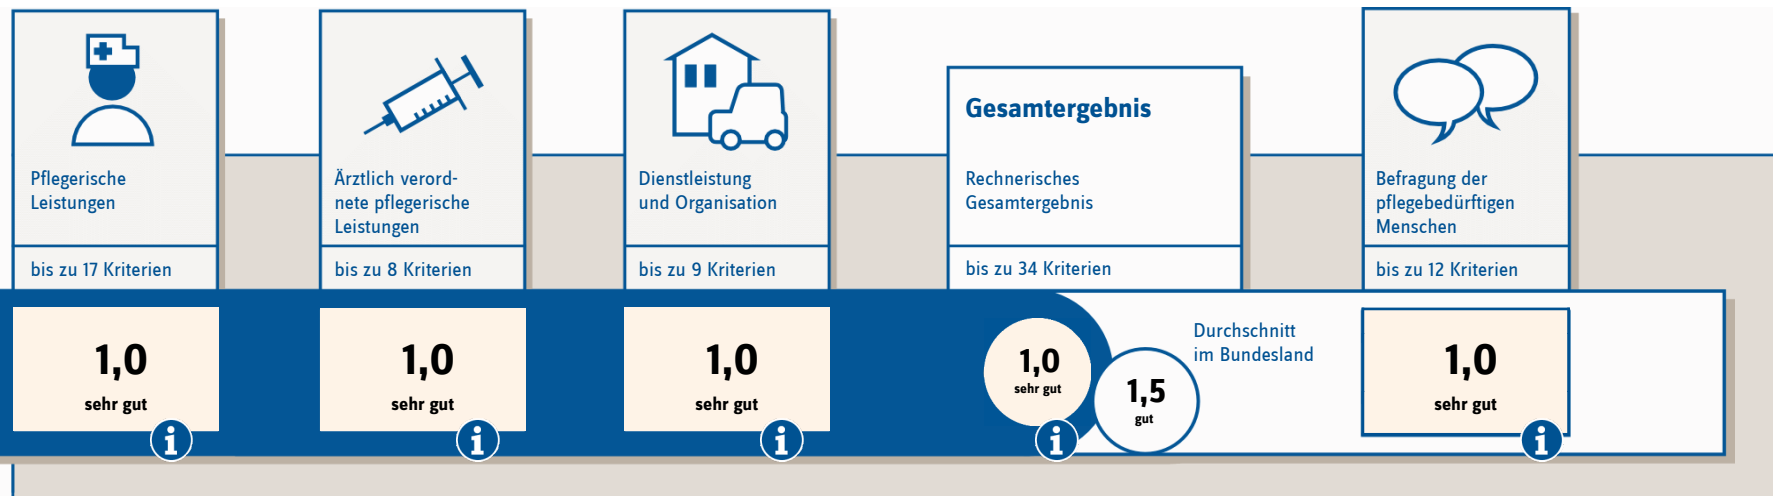 Pflegerische
Leistungen
bis zu 17 Kriterien
1,0
sehr gut
i
Ärztlich verord-
nete pflegerische
Leistungen
bis zu 8 Kriterien
1,0
sehr gut
i
Dienstleistung
und Organisation
bis zu 9 Kriterien
1,0
sehr gut
i
Gesamtergebnis
Rechnerisches
Gesamtergebnis
bis zu 34 Kriterien
1,0
sehr gut
i
1,5
gut
Durchschnitt
im Bundesland
Befragung der
pflegebedürftigen
Menschen
bis zu 12 Kriterien
1,0
sehr gut
i